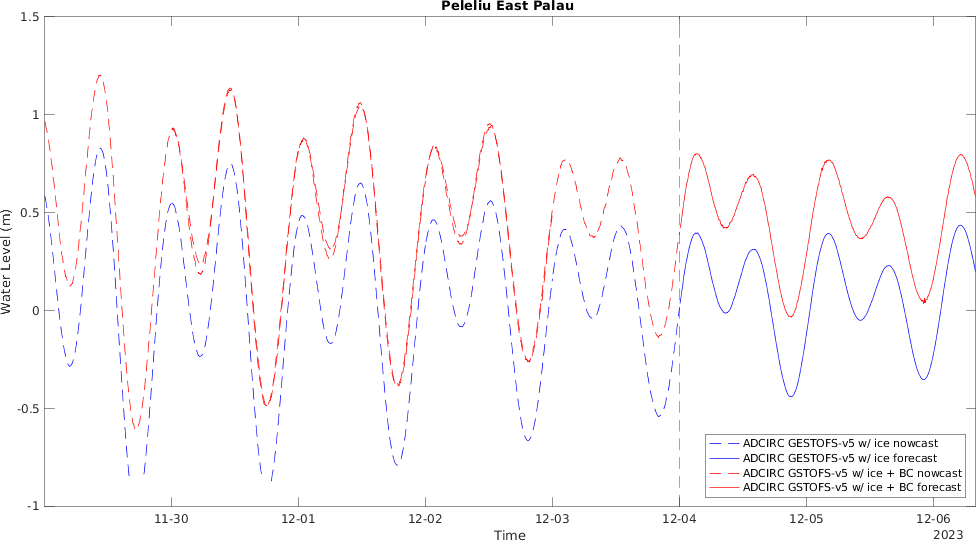 Peleliu East Palau
1.5
1
0.5
0
-0.5
-1
Water Level (m)
11-30
12-01
12-02
12-03
12-04
12-05
12-06
Time
2023
ADCIRC GESTOFS-v5 w/ ice nowcast
ADCIRC GESTOFS-v5 w/ ice forecast
ADCIRC GSTOFS-v5 w/ ice + BC nowcast
ADCIRC GSTOFS-v5 w/ ice + BC forecast